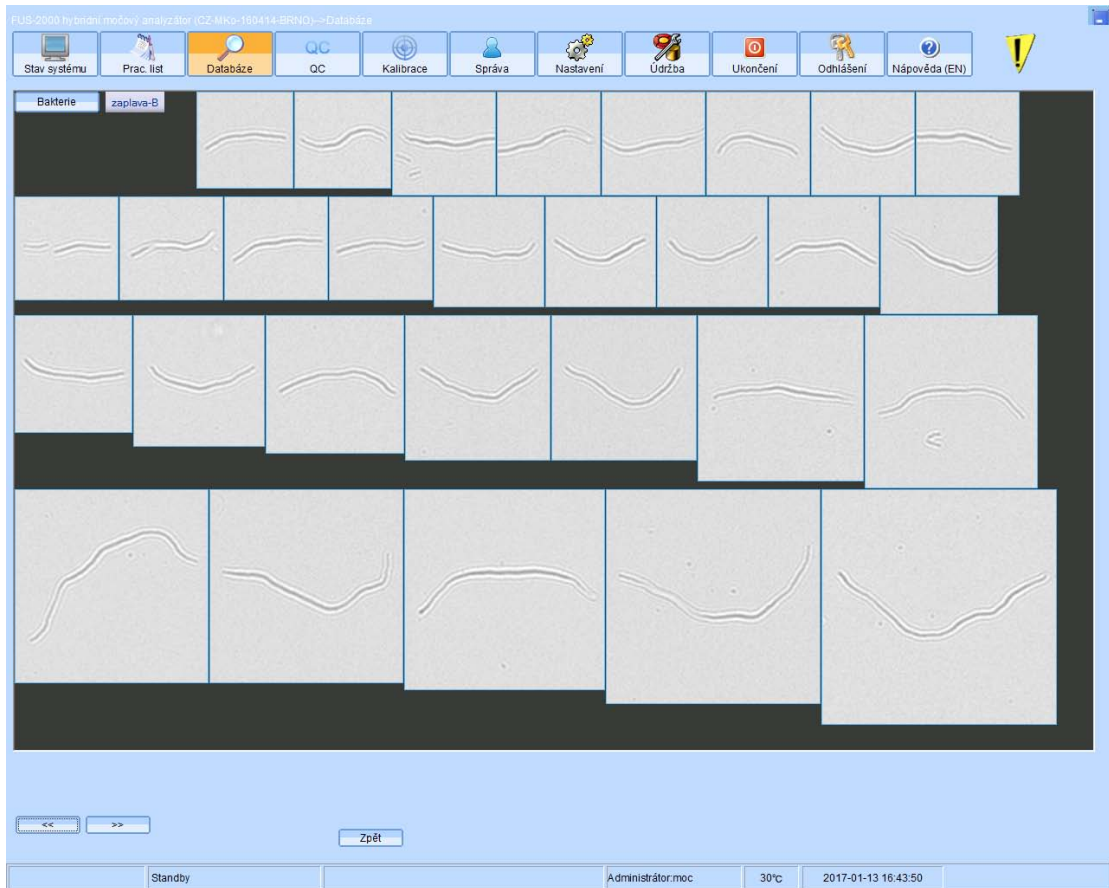 FUS-2000 hybridní močový analyzátor (CZ-MKo-160414-BRNO)-->Databáze
Stav systému
Prac. list
Databáze
QC
QC
Kalibrace
Správa
Nastavení
Údržba
Ukončení
Odhlášení
Nápověda (EN)
Bakterie
zaplava-B
<<
>>
Zpět
Standby
Administrátor:moc
30℃
2017-01-13 16:43:50